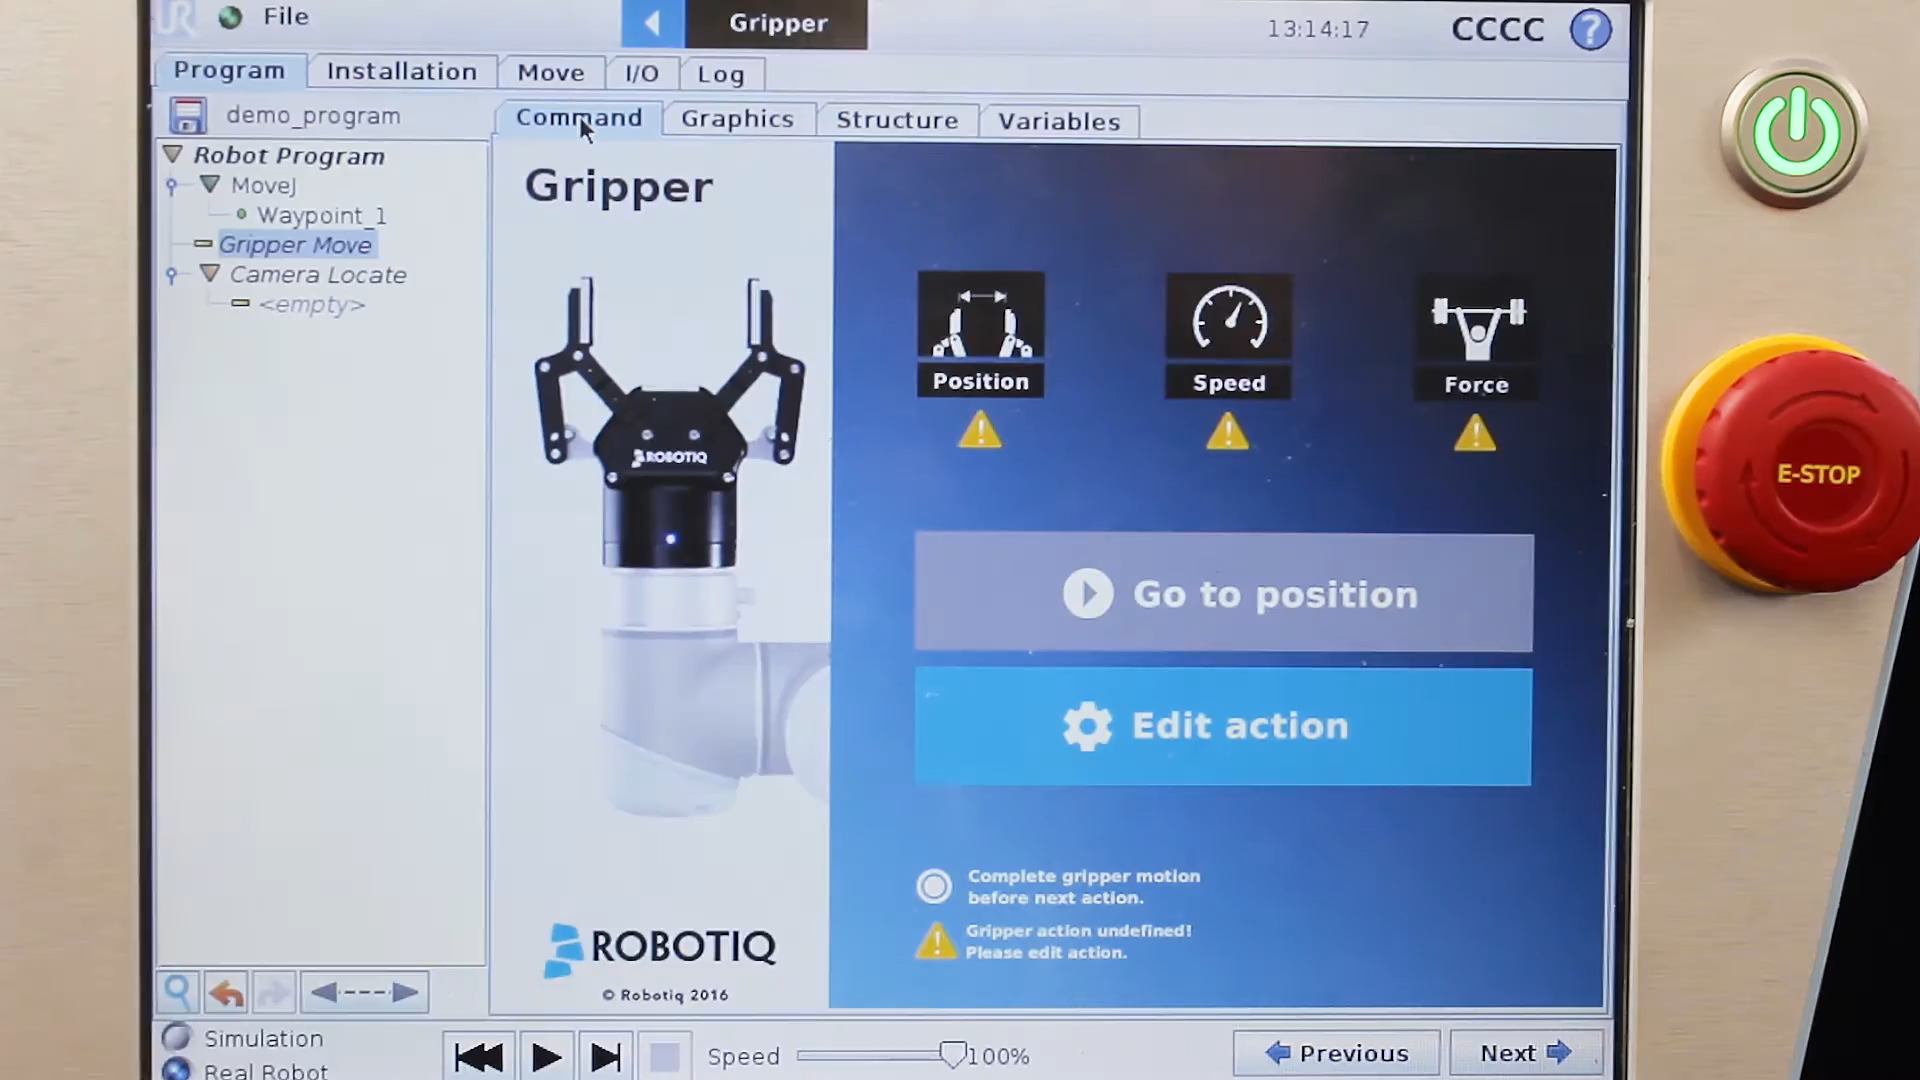 UR
File
Gripper
13:14:17
CCCC
?
Program
Installation
Move
I/O
Log
demo_program
Command
Graphics
Structure
Variables
Robot Program
MoveJ
Waypoint_1
Gripper Move
Camera Locate
<empty>
Gripper
ROBOTIQ
Position
Speed
Force
E-STOP
Go to position
Edit action
Complete gripper motion
before next action.
Gripper action undefined!
Please edit action.
ROBOTIQ
© Robotiq 2016
Simulation
Real Robot
Speed
100%
Previous
Next